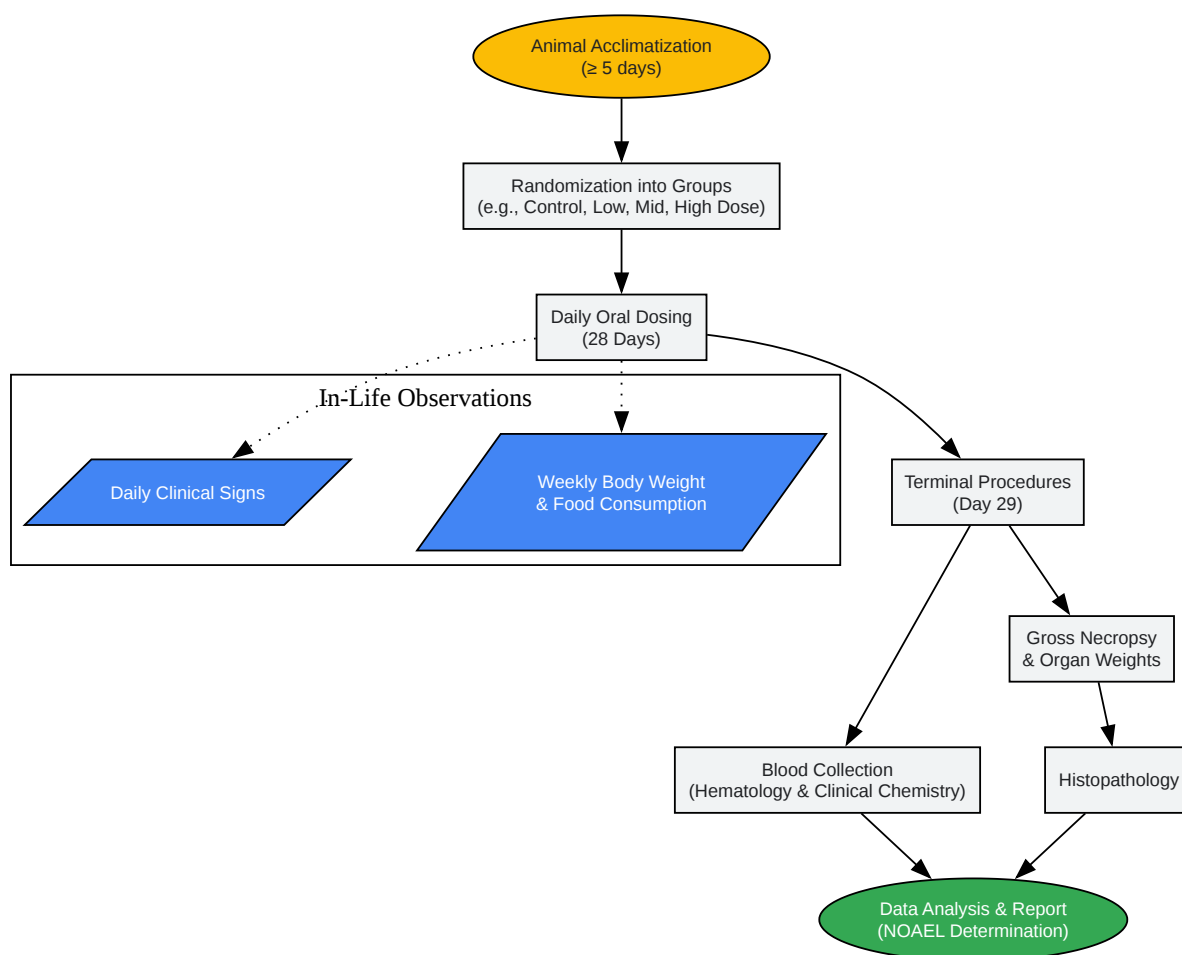 Animal Acclimatization
(≥ 5 days)
Randomization into Groups
(e.g., Control, Low, Mid, High Dose)
Daily Oral Dosing
(28 Days)
In-Life Observations
Daily Clinical Signs
Weekly Body Weight
& Food Consumption
Terminal Procedures
(Day 29)
Gross Necropsy
& Organ Weights
Blood Collection
(Hematology & Clinical Chemistry)
Histopathology
Data Analysis & Report
(NOAEL Determination)